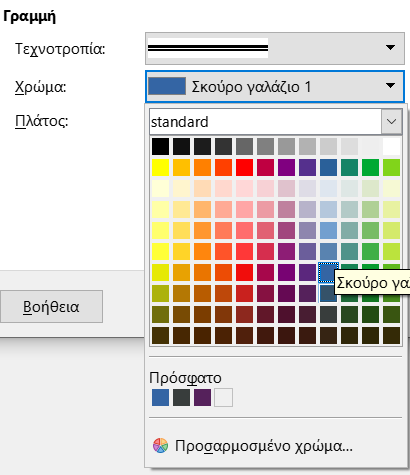 Γραμμή
Τεχνοτροπία:
Χρώμα: Σκούρο γαλάζιο 1
Πλάτος:
standard
Σκούρο γα
Βοήθεια
Πρόσφατο
Προσαρμοσμένο χρώμα...